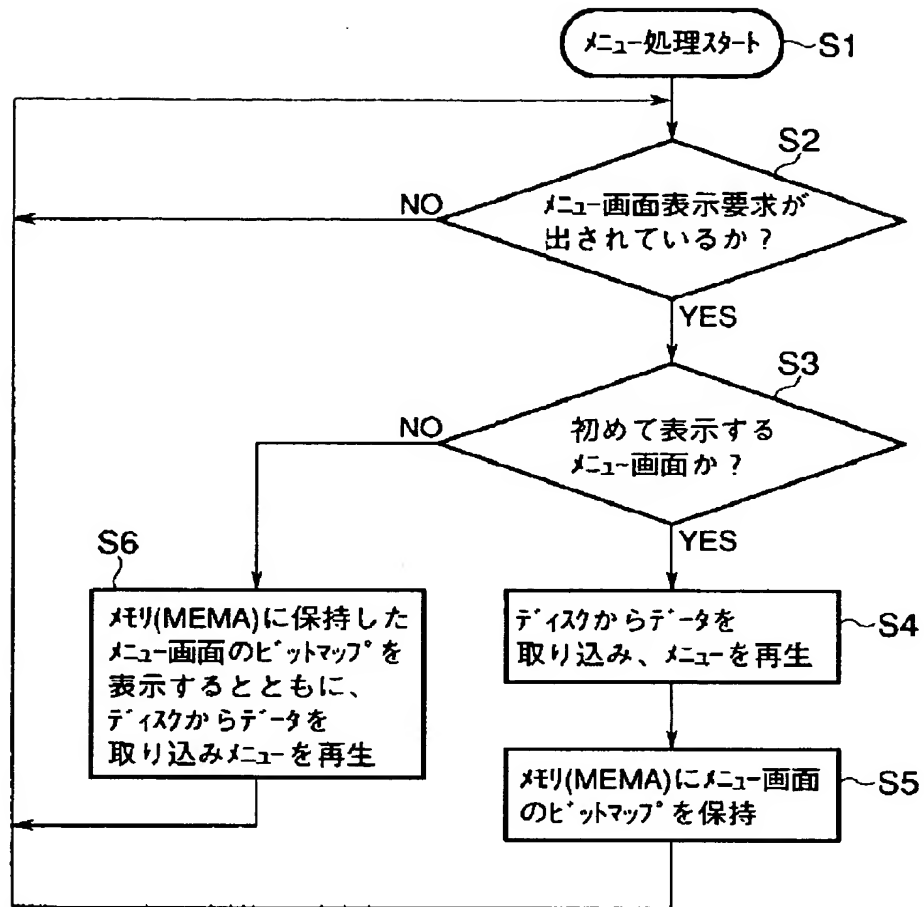 メニュー処理スタート
S1
S2
メニュー画面表示要求が
出されているか？
NO
YES
S3
初めて表示する
メニュー画面か？
NO
YES
S6
メモリ(MEMA)に保持した
メニュー画面のビットマップを
表示するとともに、
ディスクからデータを
取り込みメニューを再生
ディスクからデータを
取り込み、メニューを再生
S4
メモリ(MEMA)にメニュー画面
のビットマップを保持
S5